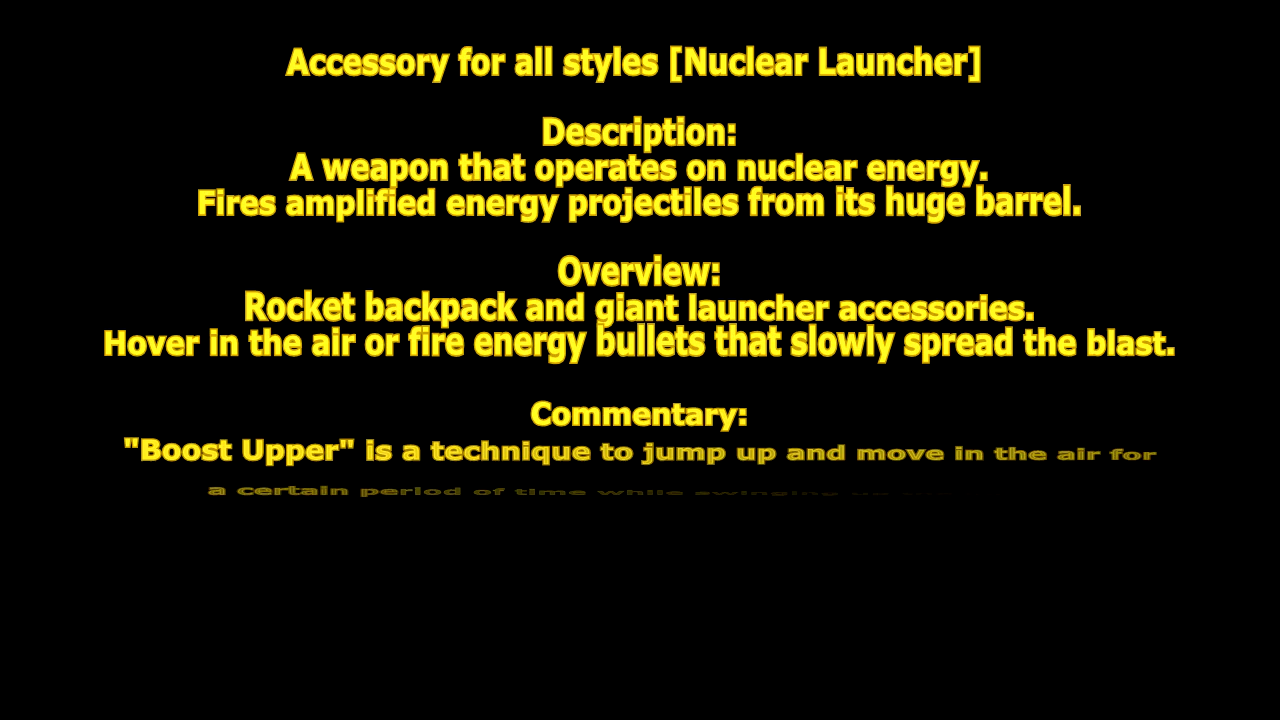 Accessory for all styles [Nuclear Launcher]
Description:
A weapon that operates on nuclear energy.
Fires amplified energy projectiles from its huge barrel.
Overview:
Rocket backpack and giant launcher accessories.
Hover in the air or fire energy bullets that slowly spread the blast.
Commentary:
"Boost Upper" is a technique to jump up and move in the air for
a certain period of time while swinging